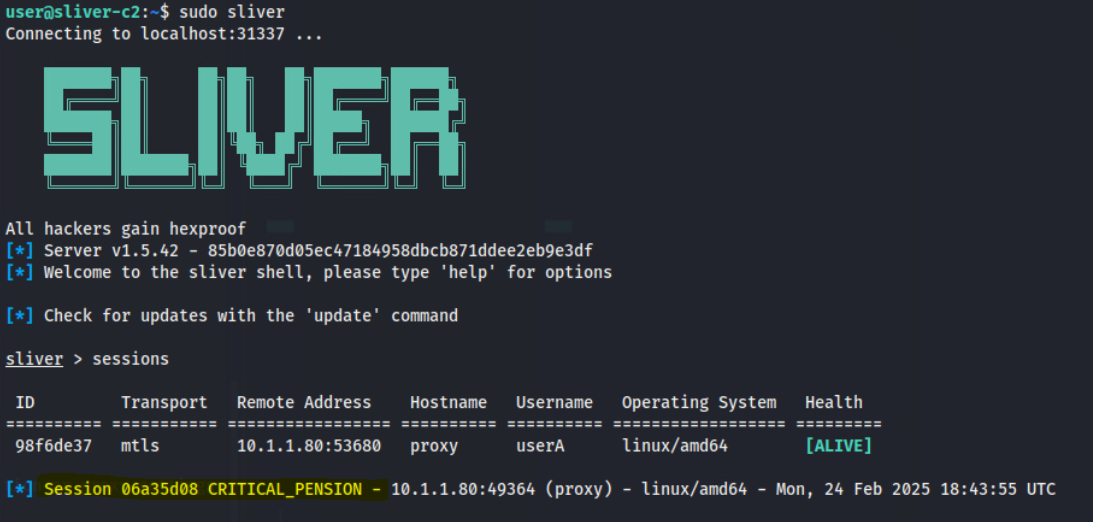 user@sliver-c2:~$ sudo sliver
Connecting to localhost:31337 ...
SLIVER
All hackers gain hexproof
[*] Server v1.5.42 - 85b0e870d05ec47184958dbcb871ddee2eb9e3df
[*] Welcome to the sliver shell, please type 'help' for options
[*] Check for updates with the 'update' command
sliver > sessions
ID Transport Remote Address Hostname Username Operating System Health
========== =========== ================= ========== ========== ================== =========
98f6de37 mtls 10.1.1.80:53680 proxy userA linux/amd64 [ALIVE]
[*] Session 06a35d08 CRITICAL_PENSION - 10.1.1.80:49364 (proxy) - linux/amd64 - Mon, 24 Feb 2025 18:43:55 UTC